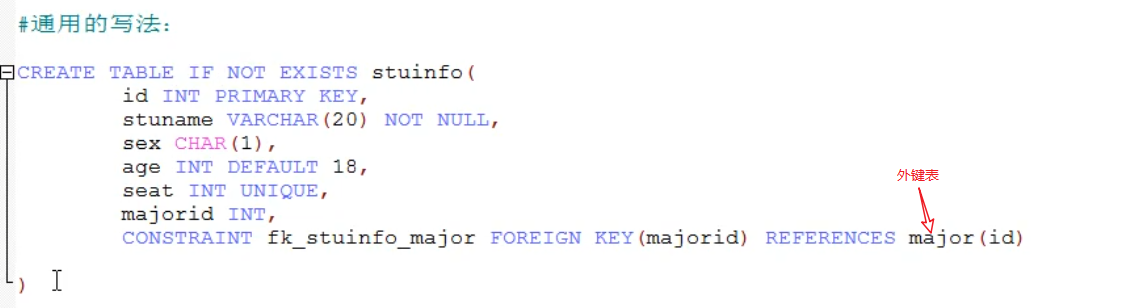 #通用的写法：
CREATE TABLE IF NOT EXISTS stuinfo(
id INT PRIMARY KEY,
stuname VARCHAR(20) NOT NULL,
sex CHAR(1),
age INT DEFAULT 18,
seat INT UNIQUE,
majorid INT,
外键表
CONSTRAINT fk_stuinfo_major FOREIGN KEY(majorid) REFERENCES major(id)
)